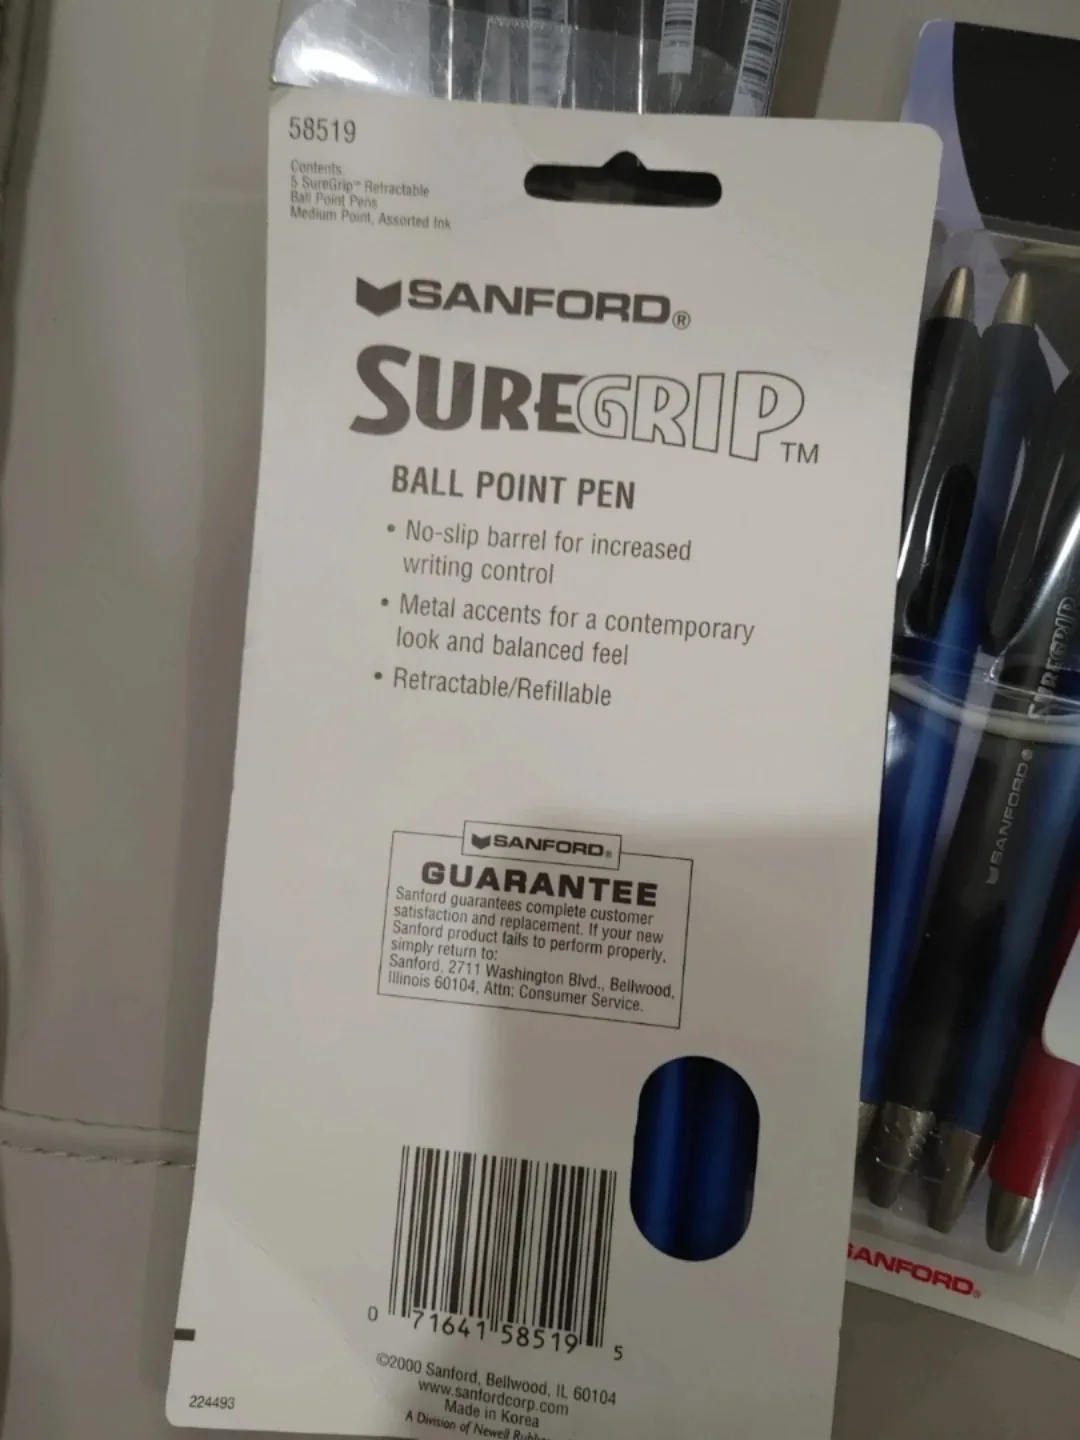 58519
Contents:
5 SureGrip™ Retractable
Ball Point Pens
Medium Point, Assorted Ink
SANFORD®
SUREGRIP™
BALL POINT PEN
• No-slip barrel for increased
writing control
• Metal accents for a contemporary
look and balanced feel
• Retractable/Refillable
SANFORD®
GUARANTEE
Sanford guarantees complete customer
satisfaction and replacement. If your new
Sanford product fails to perform properly,
simply return to:
Sanford, 2711 Washington Blvd., Bellwood,
Illinois 60104, Attn: Consumer Service.
0 71641 58519 5
©2000 Sanford, Bellwood, IL 60104
www.sanfordcorp.com
Made in Korea
A Division of Newell
224493
SUREGRIP
SANFORD®
SANFORD®